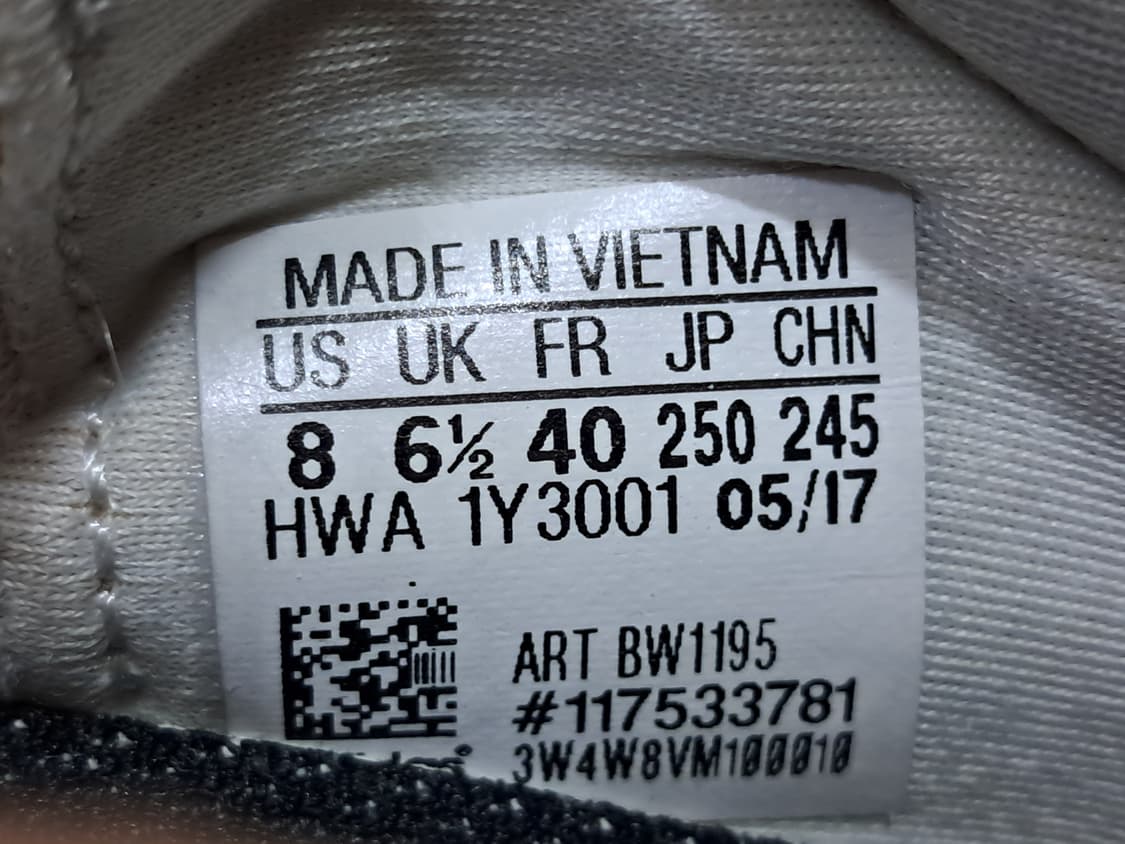 MADE IN VIETNAM
US UK FR JP CHN
8 6½ 40 250 245
HWA 1Y3001 05/17
ART BW1195
#117533781
3W4W8VM100010